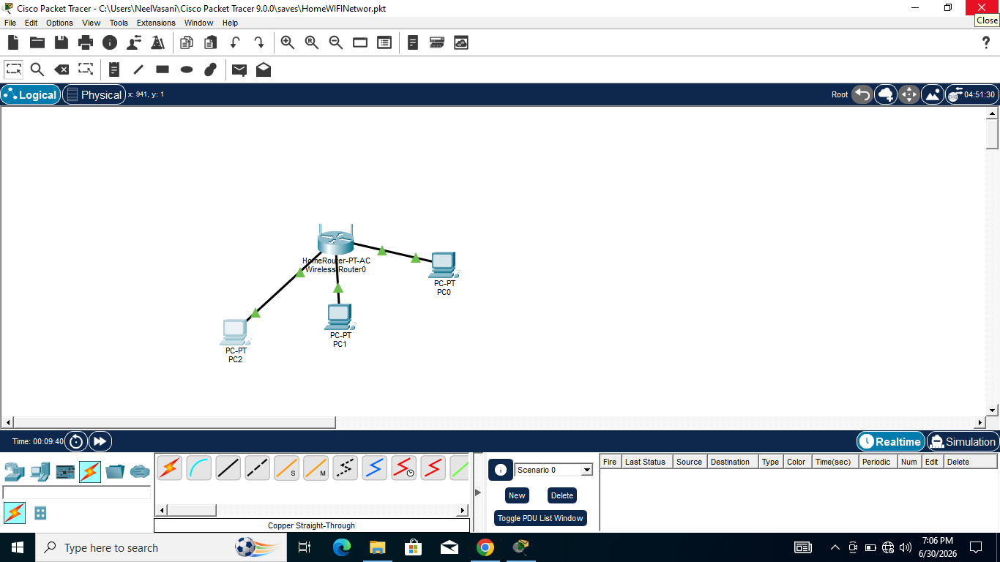 Cisco Packet Tracer - C:\Users\NeelVasani\Cisco Packet Tracer 9.0.0\saves\HomeWIFINetwor.pkt
Close
File Edit Options View Tools Extensions Window Help
?
S M
Logical Physical x: 941, y: 1 Root 04:51:30
HomeRouter-PT-AC
Wireless Router0
PC-PT
PC0
PC-PT
PC1
PC-PT
PC2
Time: 00:09:40 Realtime Simulation
Scenario 0
New Delete
Toggle PDU List Window
Fire Last Status Source Destination Type Color Time(sec) Periodic Num Edit Delete
Copper Straight-Through
Type here to search
7:06 PM
6/30/2026